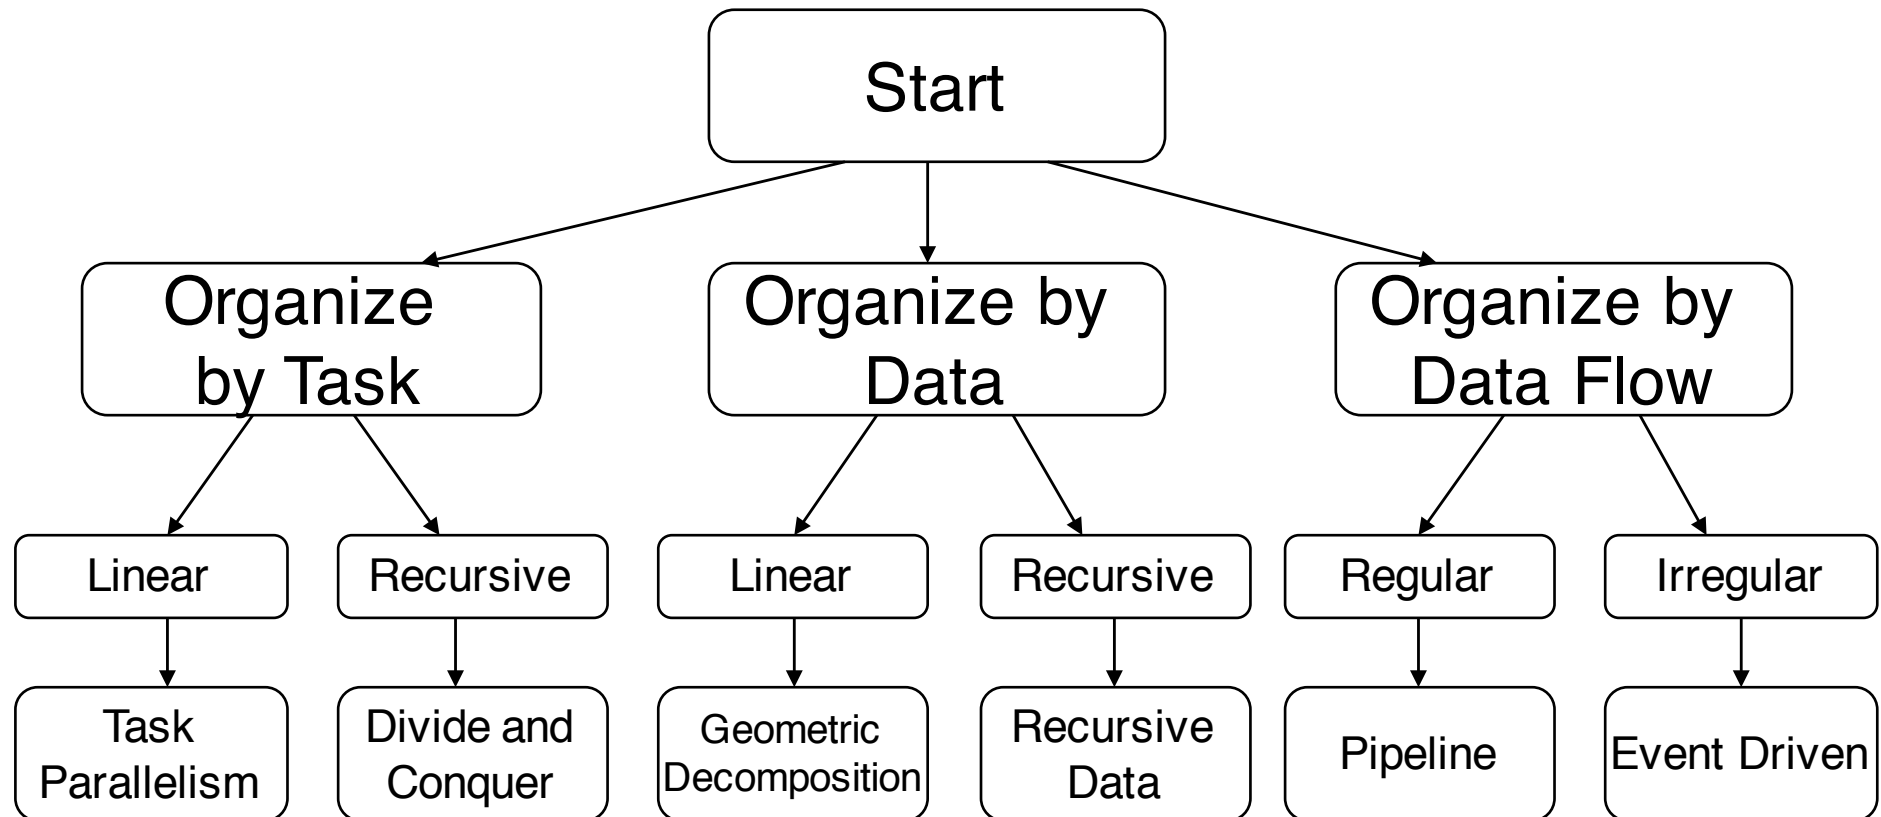 Start
Organize
by Task
Organize by
Data
Organize by
Data Flow
Linear
Recursive
Linear
Recursive
Regular
Irregular
Task
Parallelism
Divide and
Conquer
Geometric
Decomposition
Recursive
Data
Pipeline
Event Driven